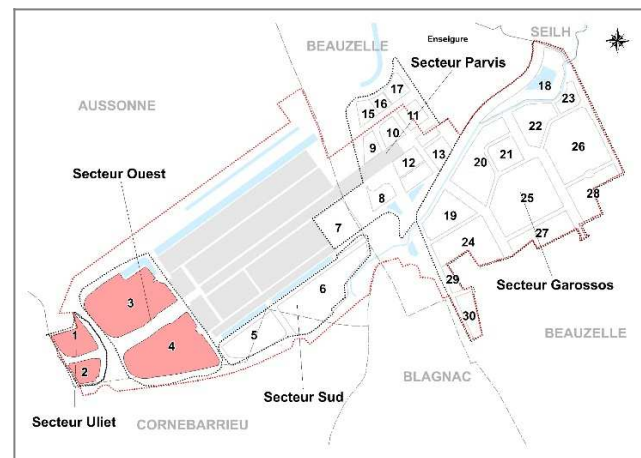 SEILH
BEAUZELLE
Enseigure
Secteur Parvis
AUSSONNE
17
16
15
11
10
9
12
13
8
18
23
22
26
20
21
25
28
19
24
27
29
30
Secteur Ouest
7
3
6
4
5
1
2
Secteur Garossos
BEAUZELLE
BLAGNAC
Secteur Sud
Secteur Uliet
CORNEBARRIEU